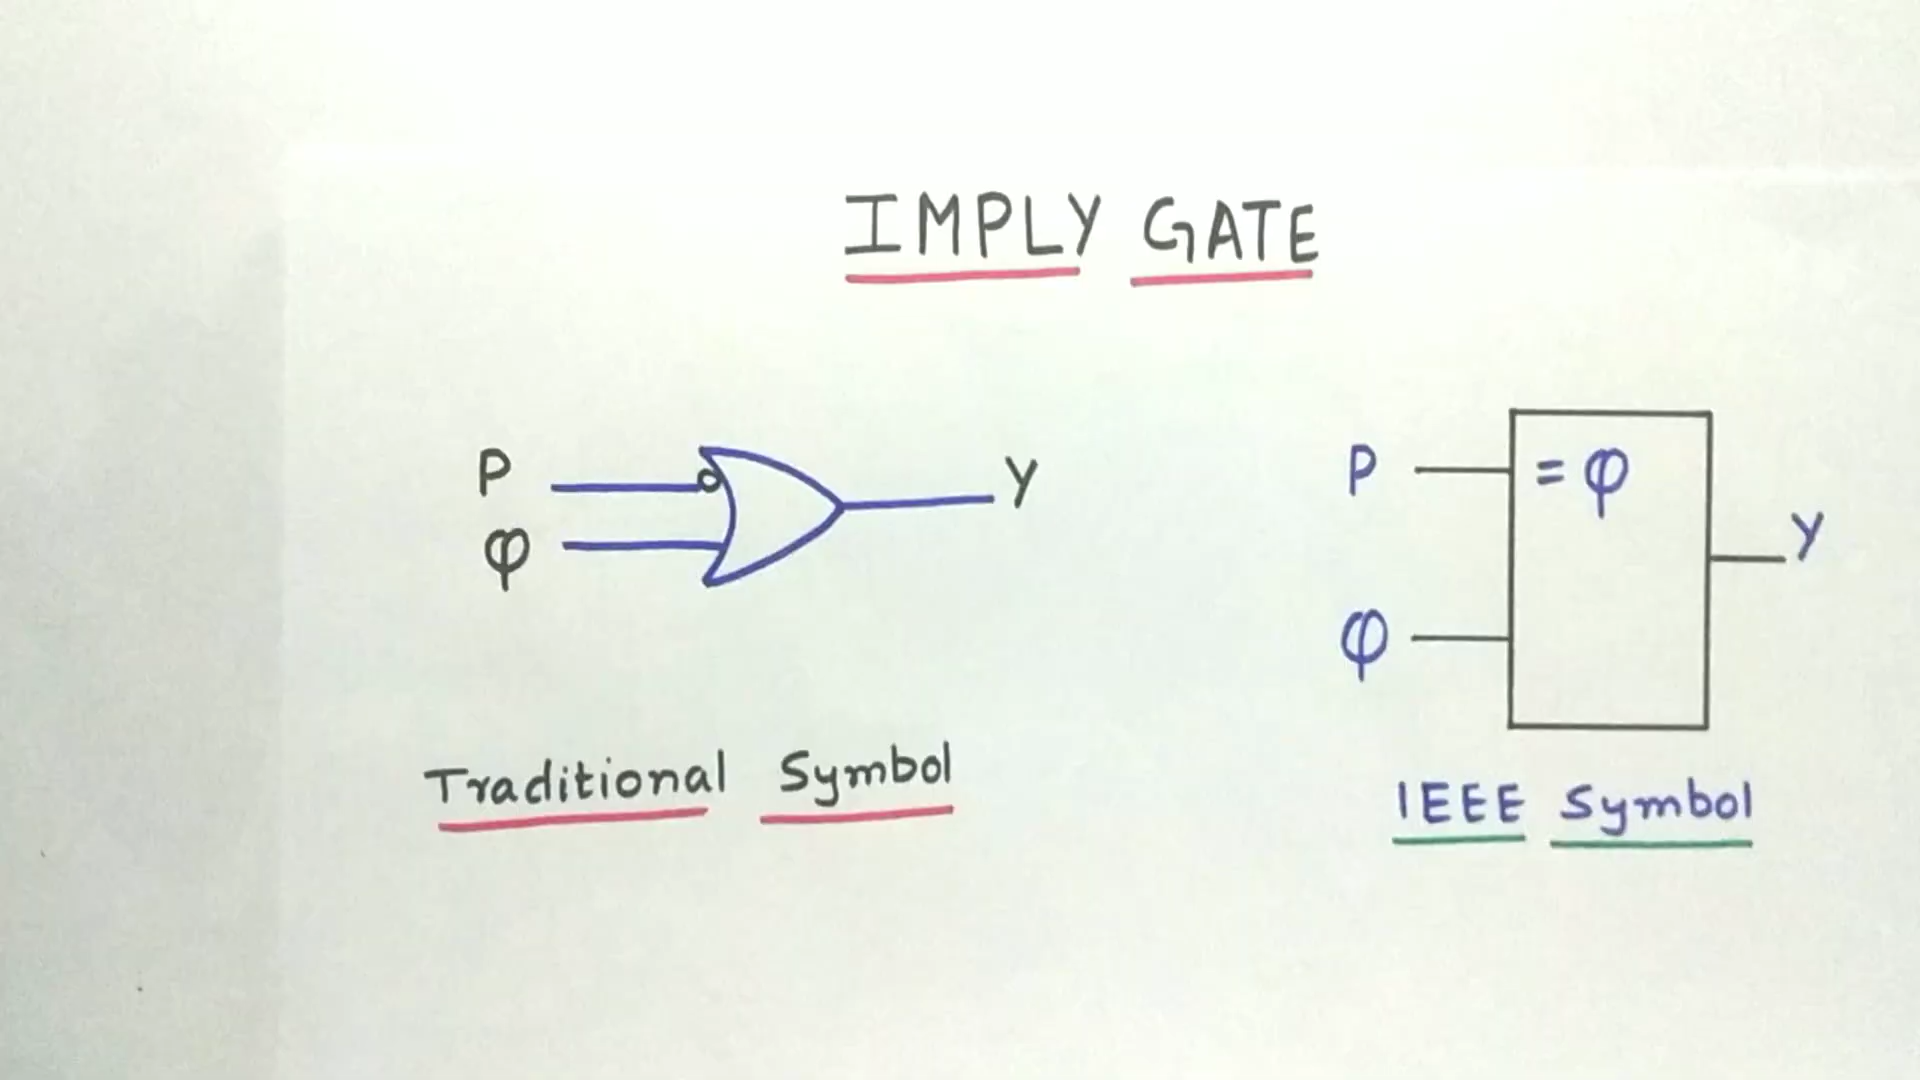 IMPLY GATE
P
φ
Y
P
= φ
φ
Y
Traditional Symbol
IEEE Symbol